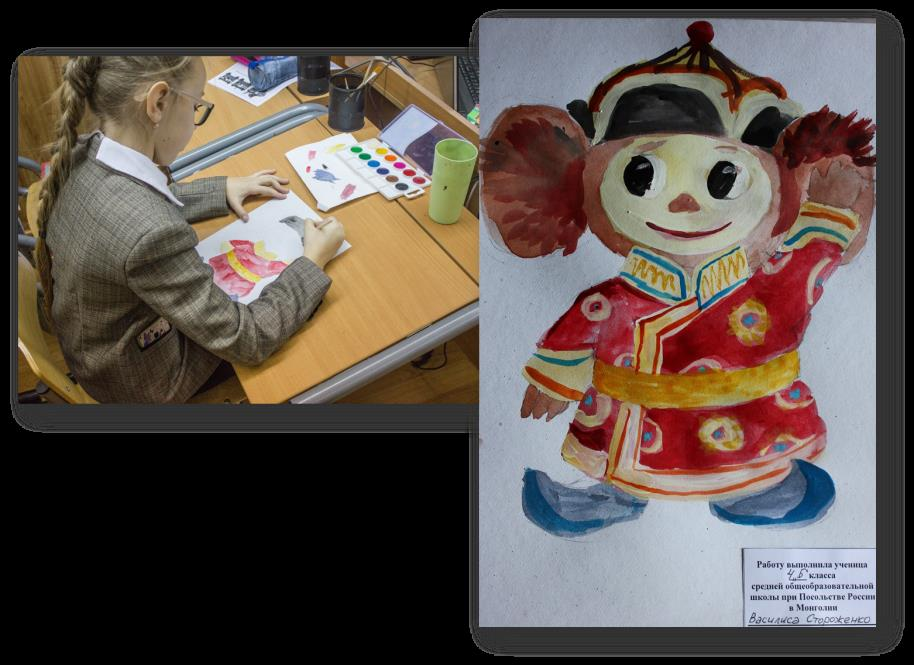 Работу выполнила ученица
4 „Б" класса
средней общеобразовательной
школы при Посольстве России
в Монголии
Василиса Стороженко